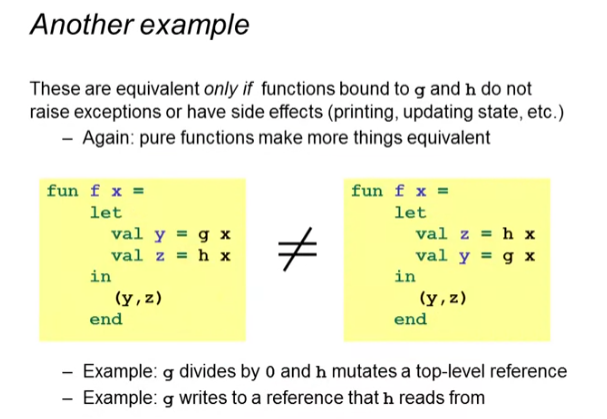 Another example
These are equivalent only if functions bound to g and h do not
raise exceptions or have side effects (printing, updating state, etc.)
– Again: pure functions make more things equivalent
fun f x =
let
val y = g x
val z = h x
in
(y,z)
end
≠
fun f x =
let
val z = h x
val y = g x
in
(y,z)
end
– Example: g divides by 0 and h mutates a top-level reference
– Example: g writes to a reference that h reads from